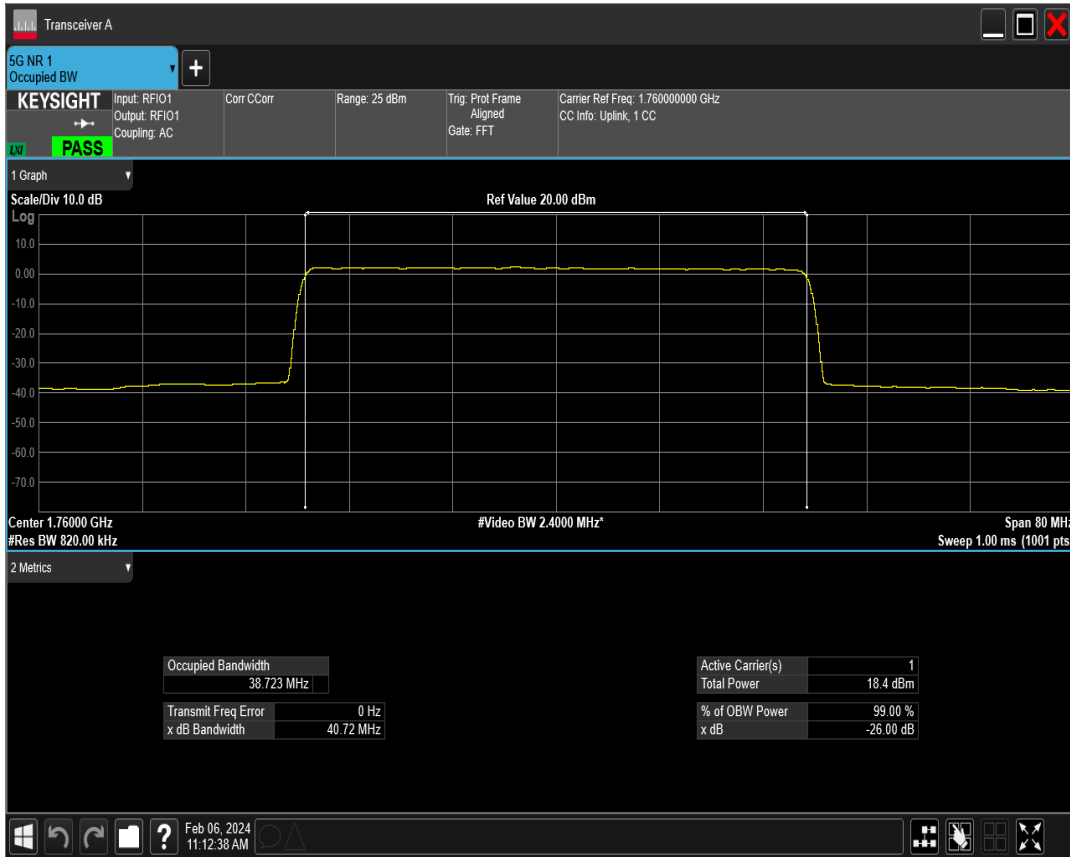 Transceiver A
5G NR 1
Occupied BW
KEYSIGHT
LXI
PASS
Input: RFIO1
Output: RFIO1
Coupling: AC
Corr CCorr
Range: 25 dBm
Trig: Prot Frame
Aligned
Gate: FFT
Carrier Ref Freq: 1.760000000 GHz
CC Info: Uplink, 1 CC
1 Graph
Scale/Div 10.0 dB
Ref Value 20.00 dBm
Log
10.0
0.00
-10.0
-20.0
-30.0
-40.0
-50.0
-60.0
-70.0
Center 1.76000 GHz
#Video BW 2.4000 MHz*
Span 80 MHz
#Res BW 820.00 kHz
Sweep 1.00 ms (1001 pts
2 Metrics
Occupied Bandwidth
38.723 MHz
Transmit Freq Error 0 Hz
x dB Bandwidth 40.72 MHz
Active Carrier(s) 1
Total Power 18.4 dBm
% of OBW Power 99.00 %
x dB -26.00 dB
?
Feb 06, 2024
11:12:38 AM